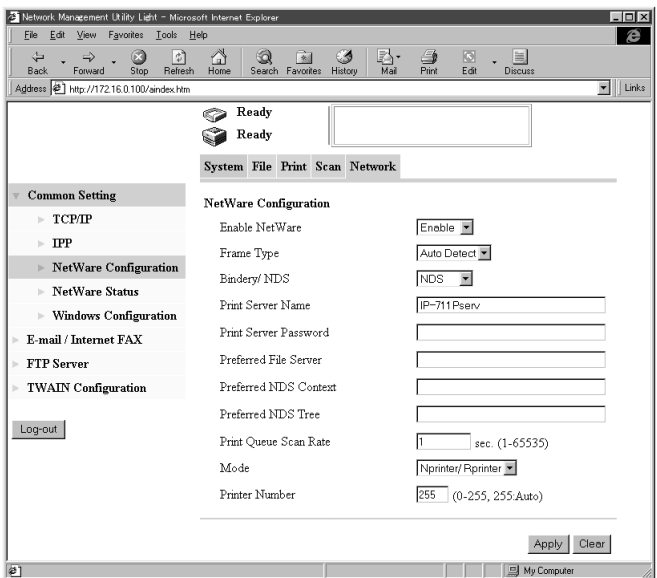 Network Management Utility Light - Microsoft Internet Explorer
File Edit View Favorites Tools Help
Back Forward Stop Refresh Home Search Favorites History Mail Print Edit Discuss
Address http://172.16.0.100/aindex.htm Links
Ready
Ready
System File Print Scan Network
Common Setting
TCP/IP
IPP
NetWare Configuration
NetWare Status
Windows Configuration
E-mail / Internet FAX
FTP Server
TWAIN Configuration
Log-out
NetWare Configuration
Enable NetWare Enable
Frame Type Auto Detect
Bindery/ NDS NDS
Print Server Name IP-711Pserv
Print Server Password
Preferred File Server
Preferred NDS Context
Preferred NDS Tree
Print Queue Scan Rate 1 sec. (1-65535)
Mode Nprinter/ Rprinter
Printer Number 255 (0-255, 255:Auto)
Apply Clear
My Computer